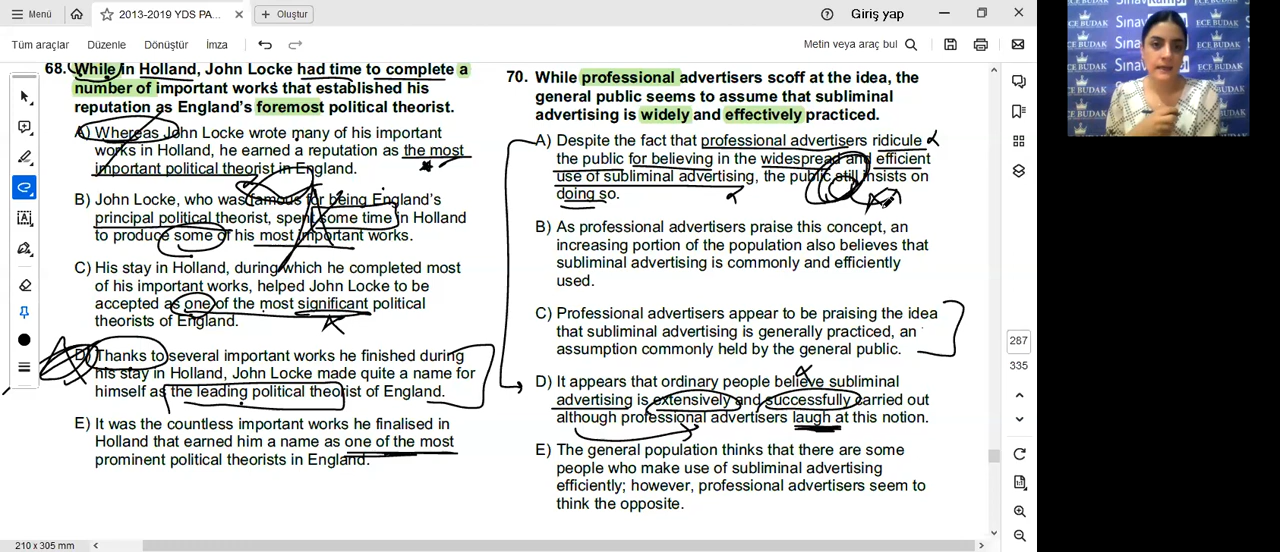 Menü
2013-2019 YDS PA...
Oluştur
Giriş yap
Tüm araçlar
Düzenle
Dönüştür
İmza
Metin veya araç bul
68. While in Holland, John Locke had time to complete a
number of important works that established his
reputation as England's foremost political theorist.
A) Whereas John Locke wrote many of his important
works in Holland, he earned a reputation as the most
important political theorist in England.
B) John Locke, who was famous for being England's
principal political theorist, spent some time in Holland
to produce some of his most important works.
C) His stay in Holland, during which he completed most
of his important works, helped John Locke to be
accepted as one of the most significant political
theorists of England.
D) Thanks to several important works he finished during
his stay in Holland, John Locke made quite a name for
himself as the leading political theorist of England.
E) It was the countless important works he finalised in
Holland that earned him a name as one of the most
prominent political theorists in England.
70. While professional advertisers scoff at the idea, the
general public seems to assume that subliminal
advertising is widely and effectively practiced.
A) Despite the fact that professional advertisers ridicule
the public for believing in the widespread and efficient
use of subliminal advertising, the public still insists on
doing so.
B) As professional advertisers praise this concept, an
increasing portion of the population also believes that
subliminal advertising is commonly and efficiently
used.
C) Professional advertisers appear to be praising the idea
that subliminal advertising is generally practiced, an
assumption commonly held by the general public.
D) It appears that ordinary people believe subliminal
advertising is extensively and successfully carried out
although professional advertisers laugh at this notion.
E) The general population thinks that there are some
people who make use of subliminal advertising
efficiently; however, professional advertisers seem to
think the opposite.
287
335
210 x 305 mm
ECE BUDAK
Sınav